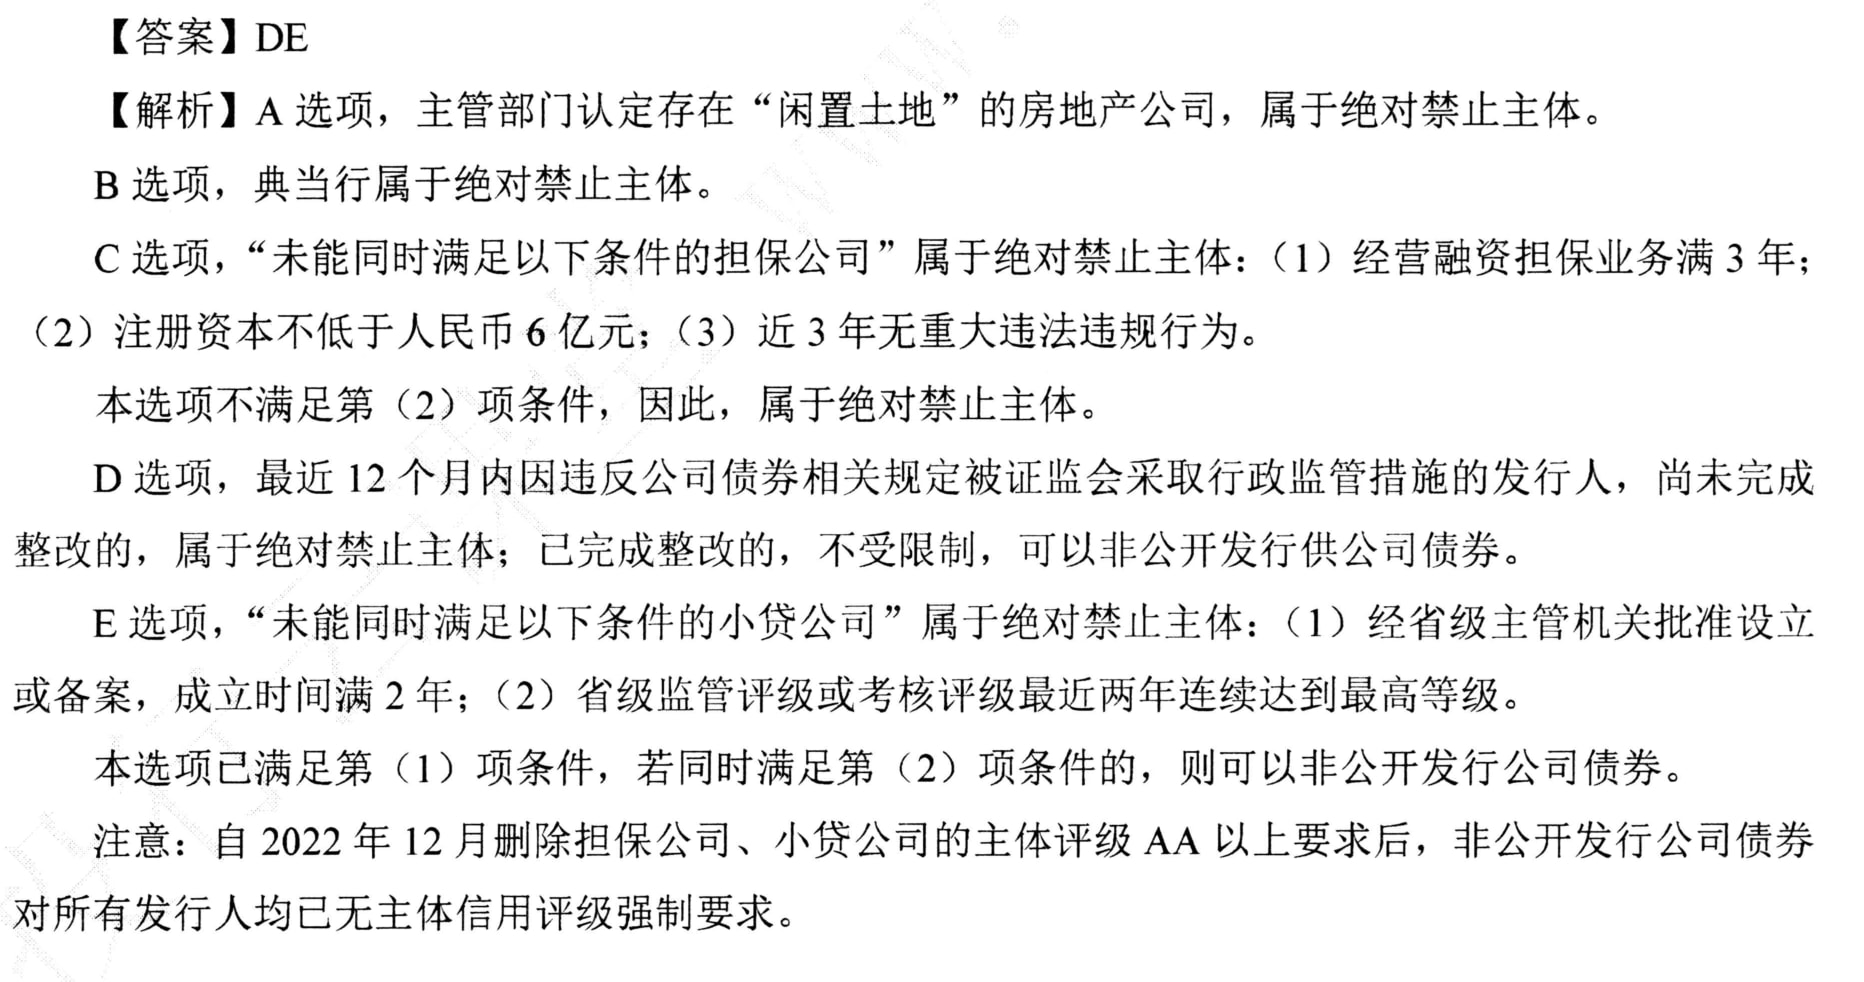 【答案】DE
【解析】A 选项，主管部门认定存在“闲置土地”的房地产公司，属于绝对禁止主体。
B 选项，典当行属于绝对禁止主体。
C 选项，“未能同时满足以下条件的担保公司”属于绝对禁止主体：（1）经营融资担保业务满 3 年；
（2）注册资本不低于人民币 6 亿元；（3）近 3 年无重大违法违规行为。
本选项不满足第（2）项条件，因此，属于绝对禁止主体。
D 选项，最近 12 个月内因违反公司债券相关规定被证监会采取行政监管措施的发行人，尚未完成
整改的，属于绝对禁止主体；已完成整改的，不受限制，可以非公开发行供公司债券。
E 选项，“未能同时满足以下条件的小贷公司”属于绝对禁止主体：（1）经省级主管机关批准设立
或备案，成立时间满 2 年；（2）省级监管评级或考核评级最近两年连续达到最高等级。
本选项已满足第（1）项条件，若同时满足第（2）项条件的，则可以非公开发行公司债券。
注意：自 2022 年 12 月删除担保公司、小贷公司的主体评级 AA 以上要求后，非公开发行公司债券
对所有发行人均已无主体信用评级强制要求。